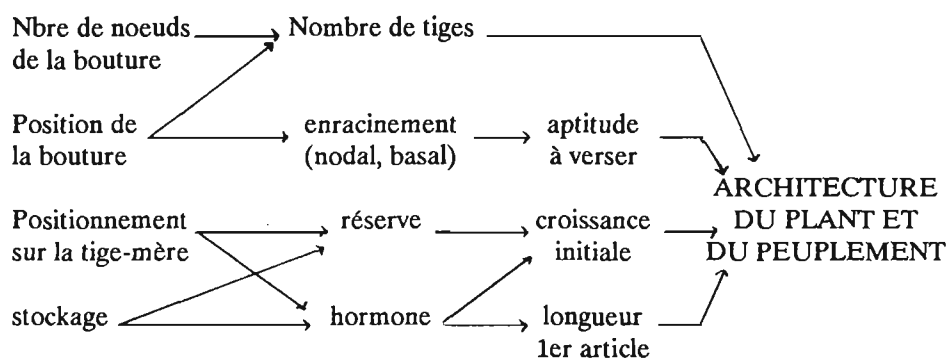 Nbre de noeuds
de la bouture
Nombre de tiges
Position de
la bouture
enracinement
(nodal, basal)
aptitude
à verser
ARCHITECTURE
DU PLANT ET
DU PEUPLEMENT
Positionnement
sur la tige-mère
réserve
croissance
initiale
stockage
hormone
longueur
1er article